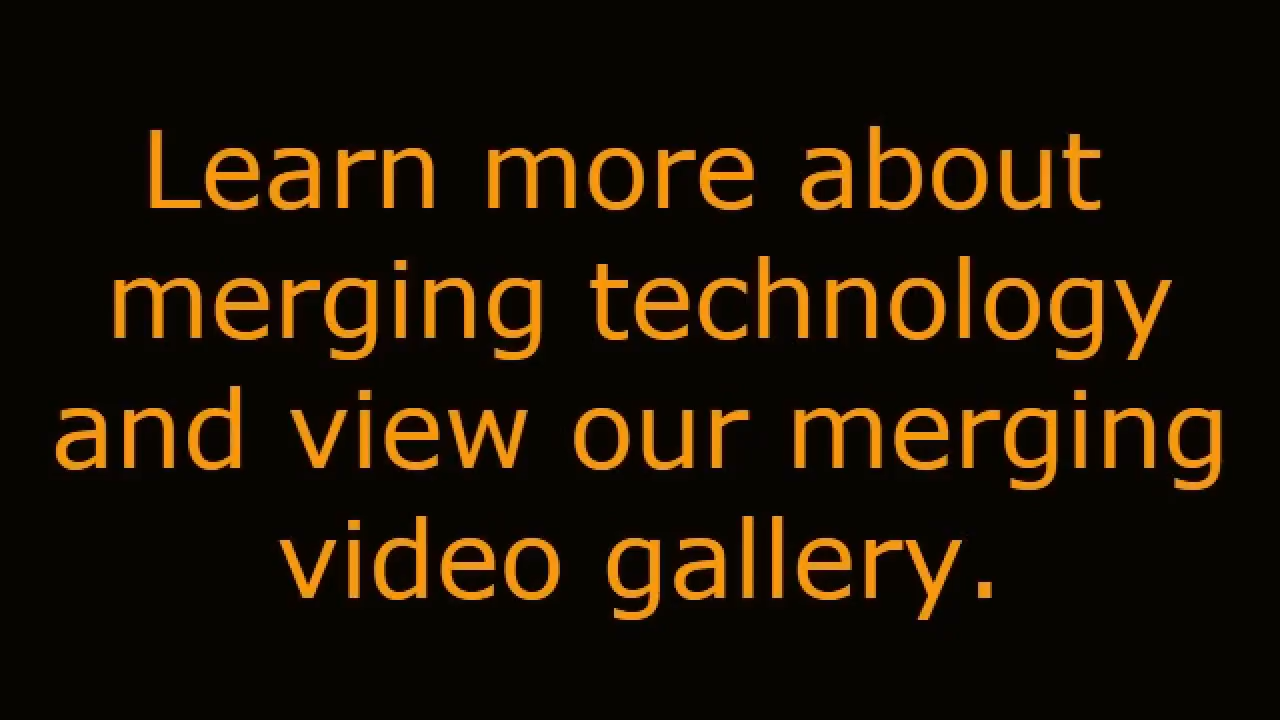 Learn more about
merging technology
and view our merging
video gallery.